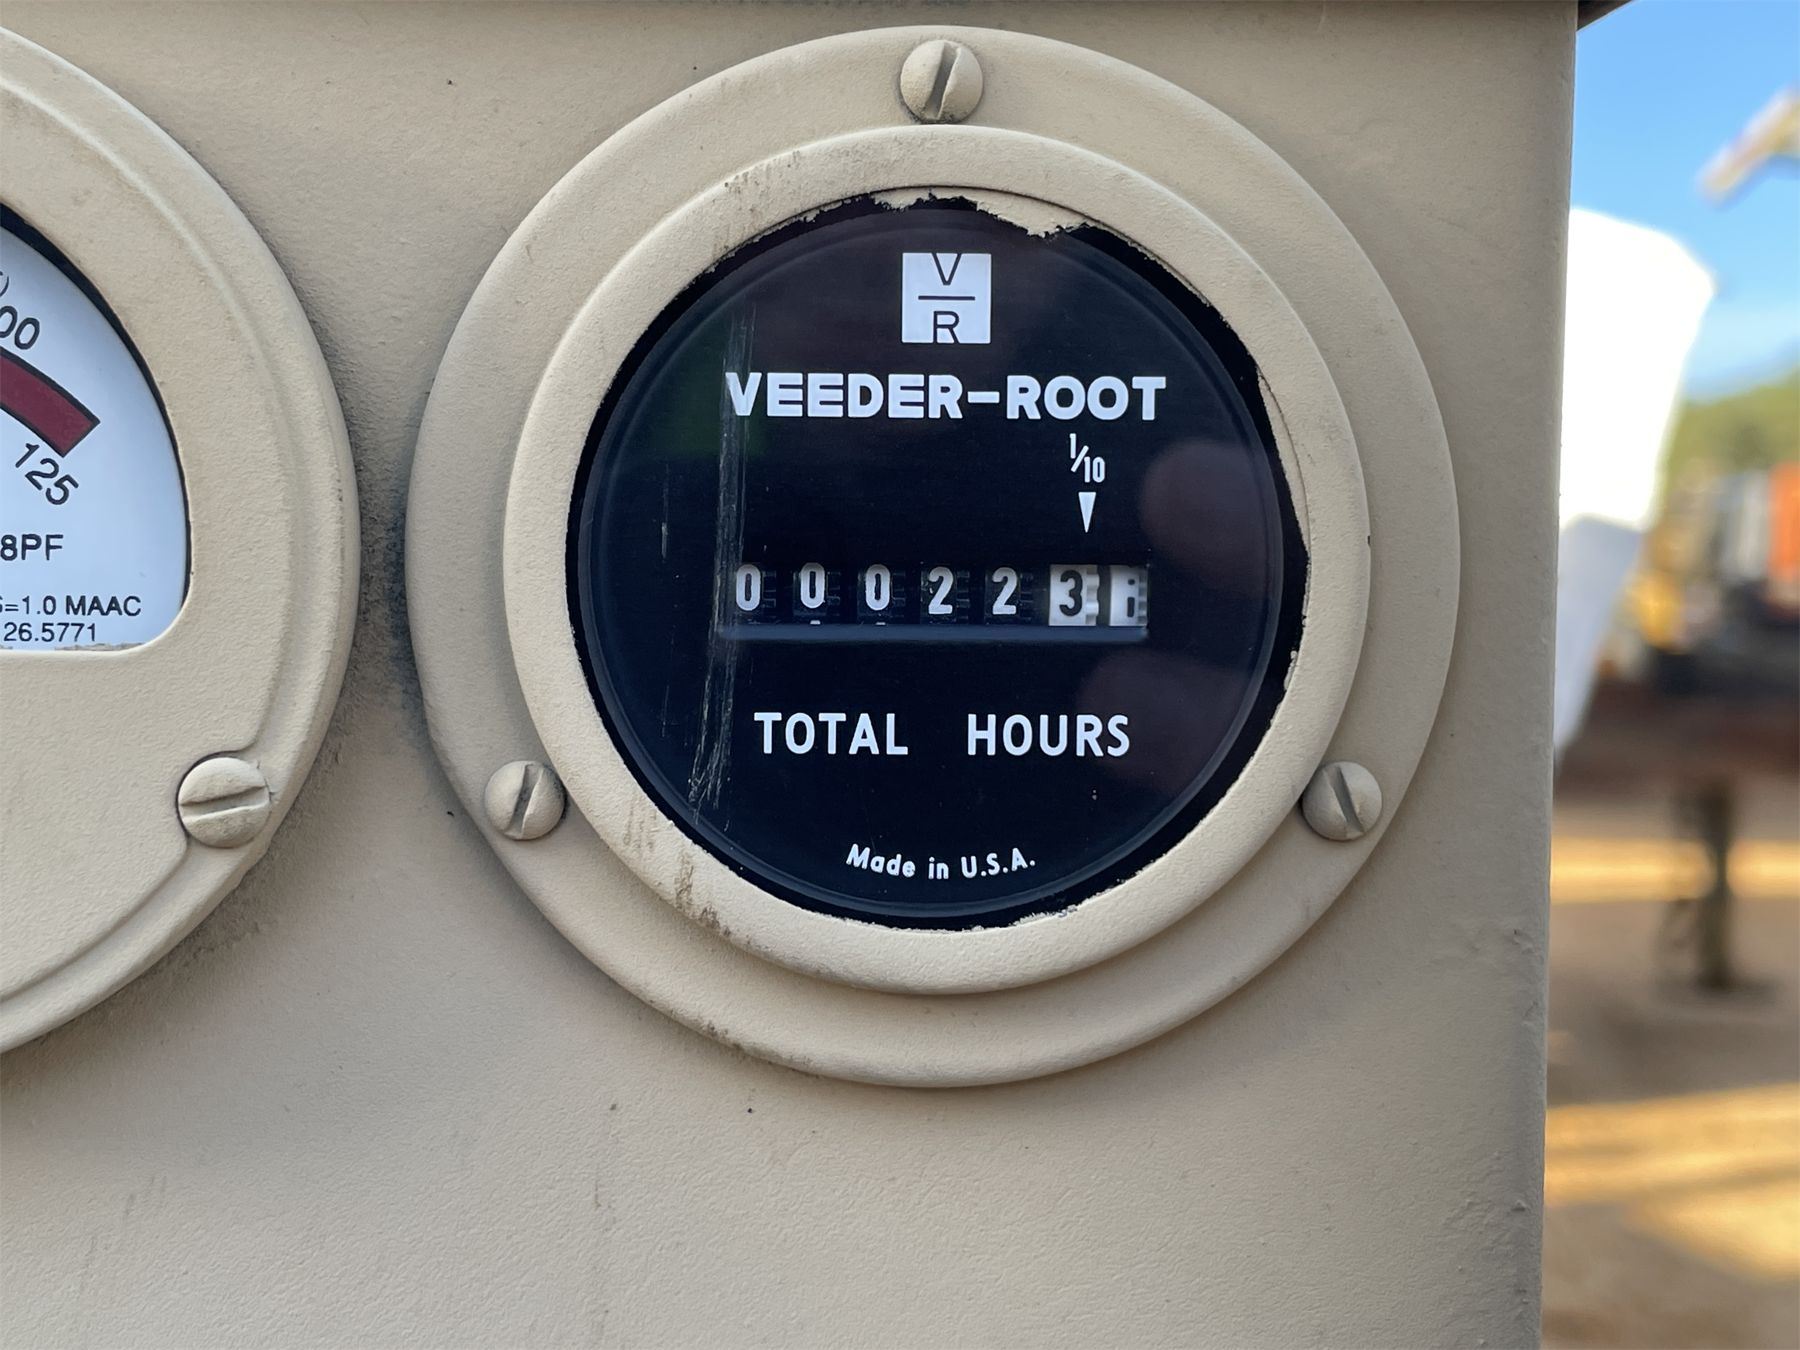 V
R
VEEDER-ROOT
1/10
0 0 0 2 2 3
TOTAL HOURS
Made in U.S.A.
00
125
8PF
=1.0 MAAC
26.5771